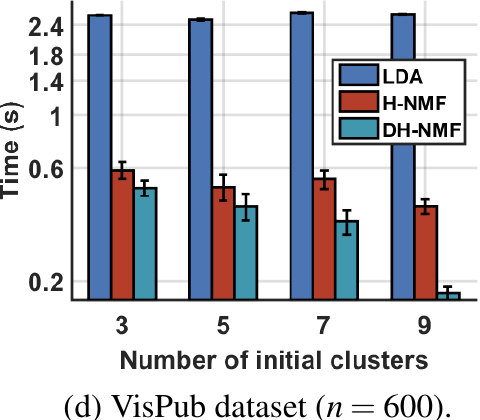 2.4
1.8
1.4
1
0.6
0.2
Time (s)
LDA
H-NMF
DH-NMF
3 5 7 9
Number of initial clusters
(d) VisPub dataset (n = 600).